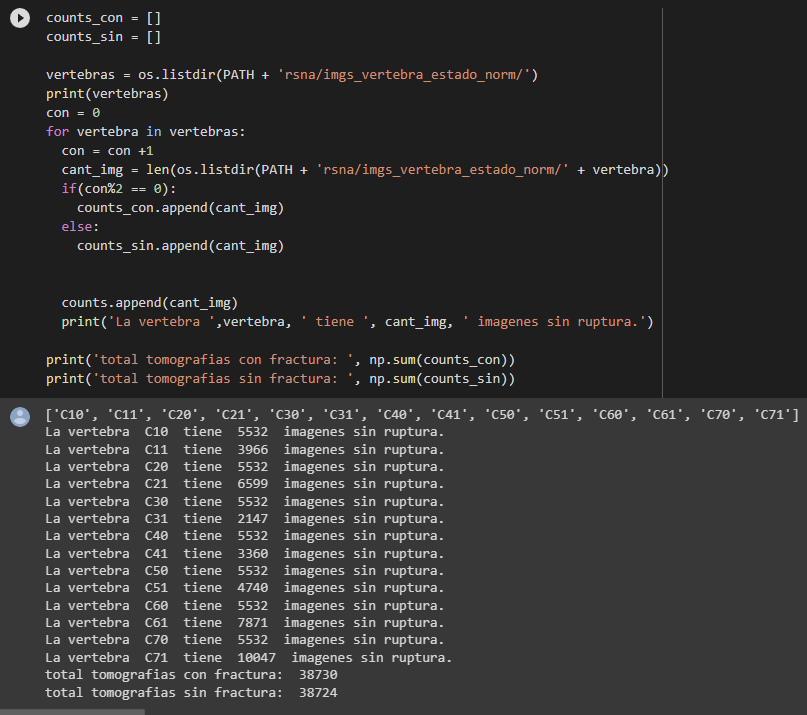 counts_con = []
counts_sin = []
vertebras = os.listdir(PATH + 'rsna/imgs_vertebra_estado_norm/')
print(vertebras)
con = 0
for vertebra in vertebras:
  con = con +1
  cant_img = len(os.listdir(PATH + 'rsna/imgs_vertebra_estado_norm/' + vertebra))
  if(con%2 == 0):
    counts_con.append(cant_img)
  else:
    counts_sin.append(cant_img)
  counts.append(cant_img)
  print('La vertebra ',vertebra, ' tiene ', cant_img, ' imagenes sin ruptura.')
print('total tomografias con fractura: ', np.sum(counts_con))
print('total tomografias sin fractura: ', np.sum(counts_sin))
['C10', 'C11', 'C20', 'C21', 'C30', 'C31', 'C40', 'C41', 'C50', 'C51', 'C60', 'C61', 'C70', 'C71']
La vertebra  C10  tiene  5532  imagenes sin ruptura.
La vertebra  C11  tiene  3966  imagenes sin ruptura.
La vertebra  C20  tiene  5532  imagenes sin ruptura.
La vertebra  C21  tiene  6599  imagenes sin ruptura.
La vertebra  C30  tiene  5532  imagenes sin ruptura.
La vertebra  C31  tiene  2147  imagenes sin ruptura.
La vertebra  C40  tiene  5532  imagenes sin ruptura.
La vertebra  C41  tiene  3360  imagenes sin ruptura.
La vertebra  C50  tiene  5532  imagenes sin ruptura.
La vertebra  C51  tiene  4740  imagenes sin ruptura.
La vertebra  C60  tiene  5532  imagenes sin ruptura.
La vertebra  C61  tiene  7871  imagenes sin ruptura.
La vertebra  C70  tiene  5532  imagenes sin ruptura.
La vertebra  C71  tiene  10047  imagenes sin ruptura.
total tomografias con fractura:  38730
total tomografias sin fractura:  38724